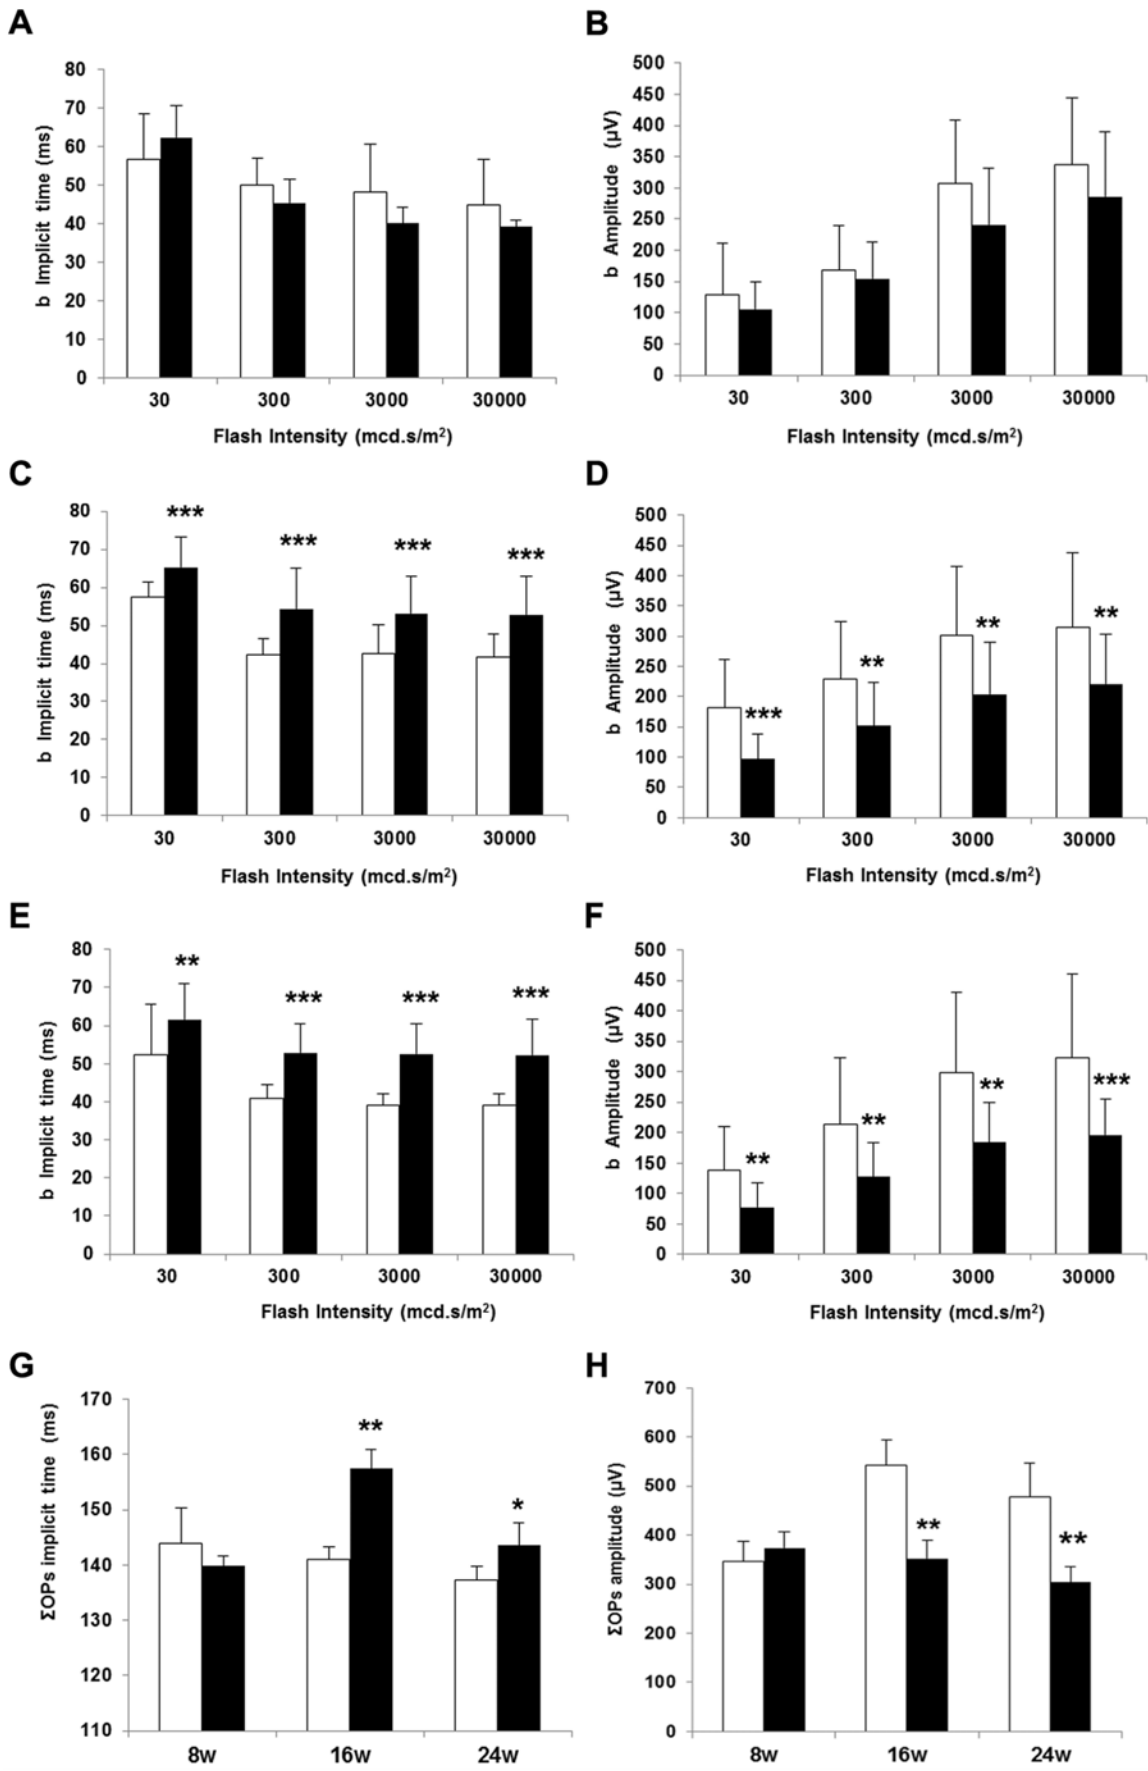 A
b Implicit time (ms)
80
70
60
50
40
30
20
10
0
30 300 3000 30000
Flash Intensity (mcd.s/m²)
B
b Amplitude (µV)
500
450
400
350
300
250
200
150
100
50
0
30 300 3000 30000
Flash Intensity (mcd.s/m²)
C
b Implicit time (ms)
80
70
60
50
40
30
20
10
0
*** *** *** ***
30 300 3000 30000
Flash Intensity (mcd.s/m²)
D
b Amplitude (µV)
500
450
400
350
300
250
200
150
100
50
0
*** ** ** **
30 300 3000 30000
Flash Intensity (mcd.s/m²)
E
b Implicit time (ms)
80
70
60
50
40
30
20
10
0
** *** *** ***
30 300 3000 30000
Flash Intensity (mcd.s/m²)
F
b Amplitude (µV)
500
450
400
350
300
250
200
150
100
50
0
** ** ** ***
30 300 3000 30000
Flash Intensity (mcd.s/m²)
G
ΣOPs implicit time (ms)
170
160
150
140
130
120
110
** *
8w 16w 24w
H
ΣOPs amplitude (µV)
700
600
500
400
300
200
100
0
** **
8w 16w 24w